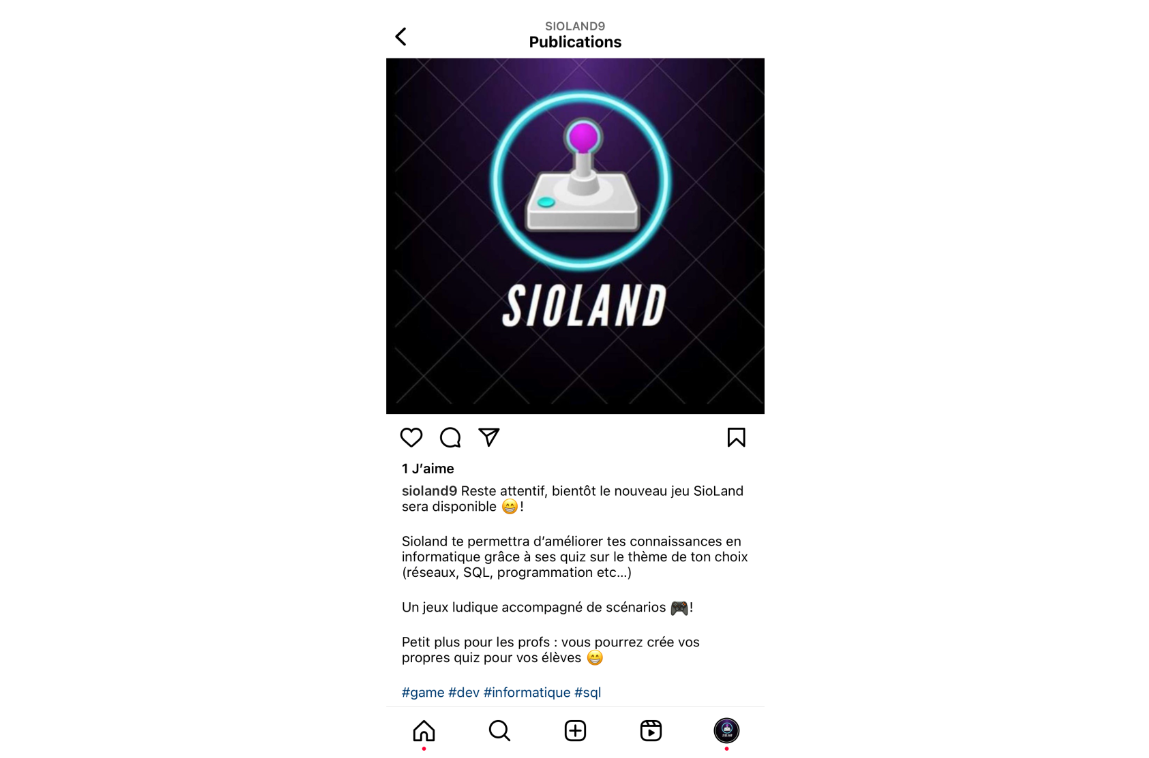 SIOLAND9
Publications
SIOLAND
1 J’aime
sioland9 Reste attentif, bientôt le nouveau jeu SioLand
sera disponible 😁!
Sioland te permettra d’améliorer tes connaissances en
informatique grâce à ses quiz sur le thème de ton choix
(réseaux, SQL, programmation etc...)
Un jeux ludique accompagné de scénarios 🎮!
Petit plus pour les profs : vous pourrez crée vos
propres quiz pour vos élèves 😁
#game #dev #informatique #sql